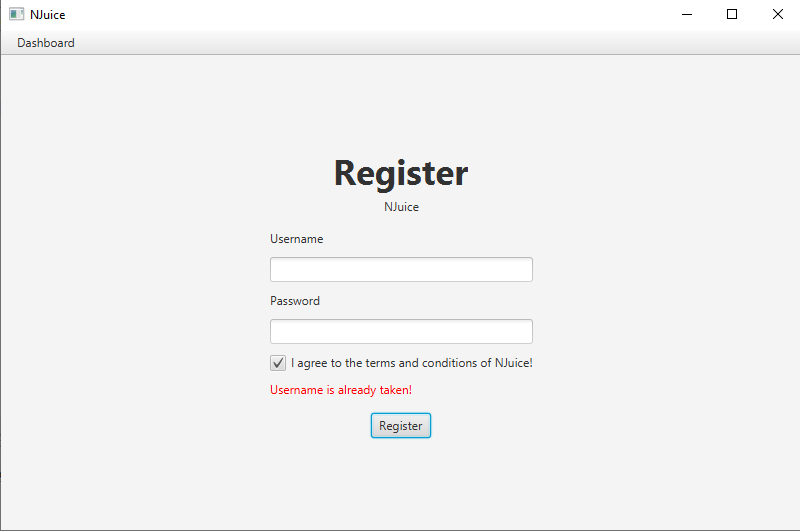 NJuice
Dashboard
Register
NJuice
Username
Password
I agree to the terms and conditions of NJuice!
Username is already taken!
Register